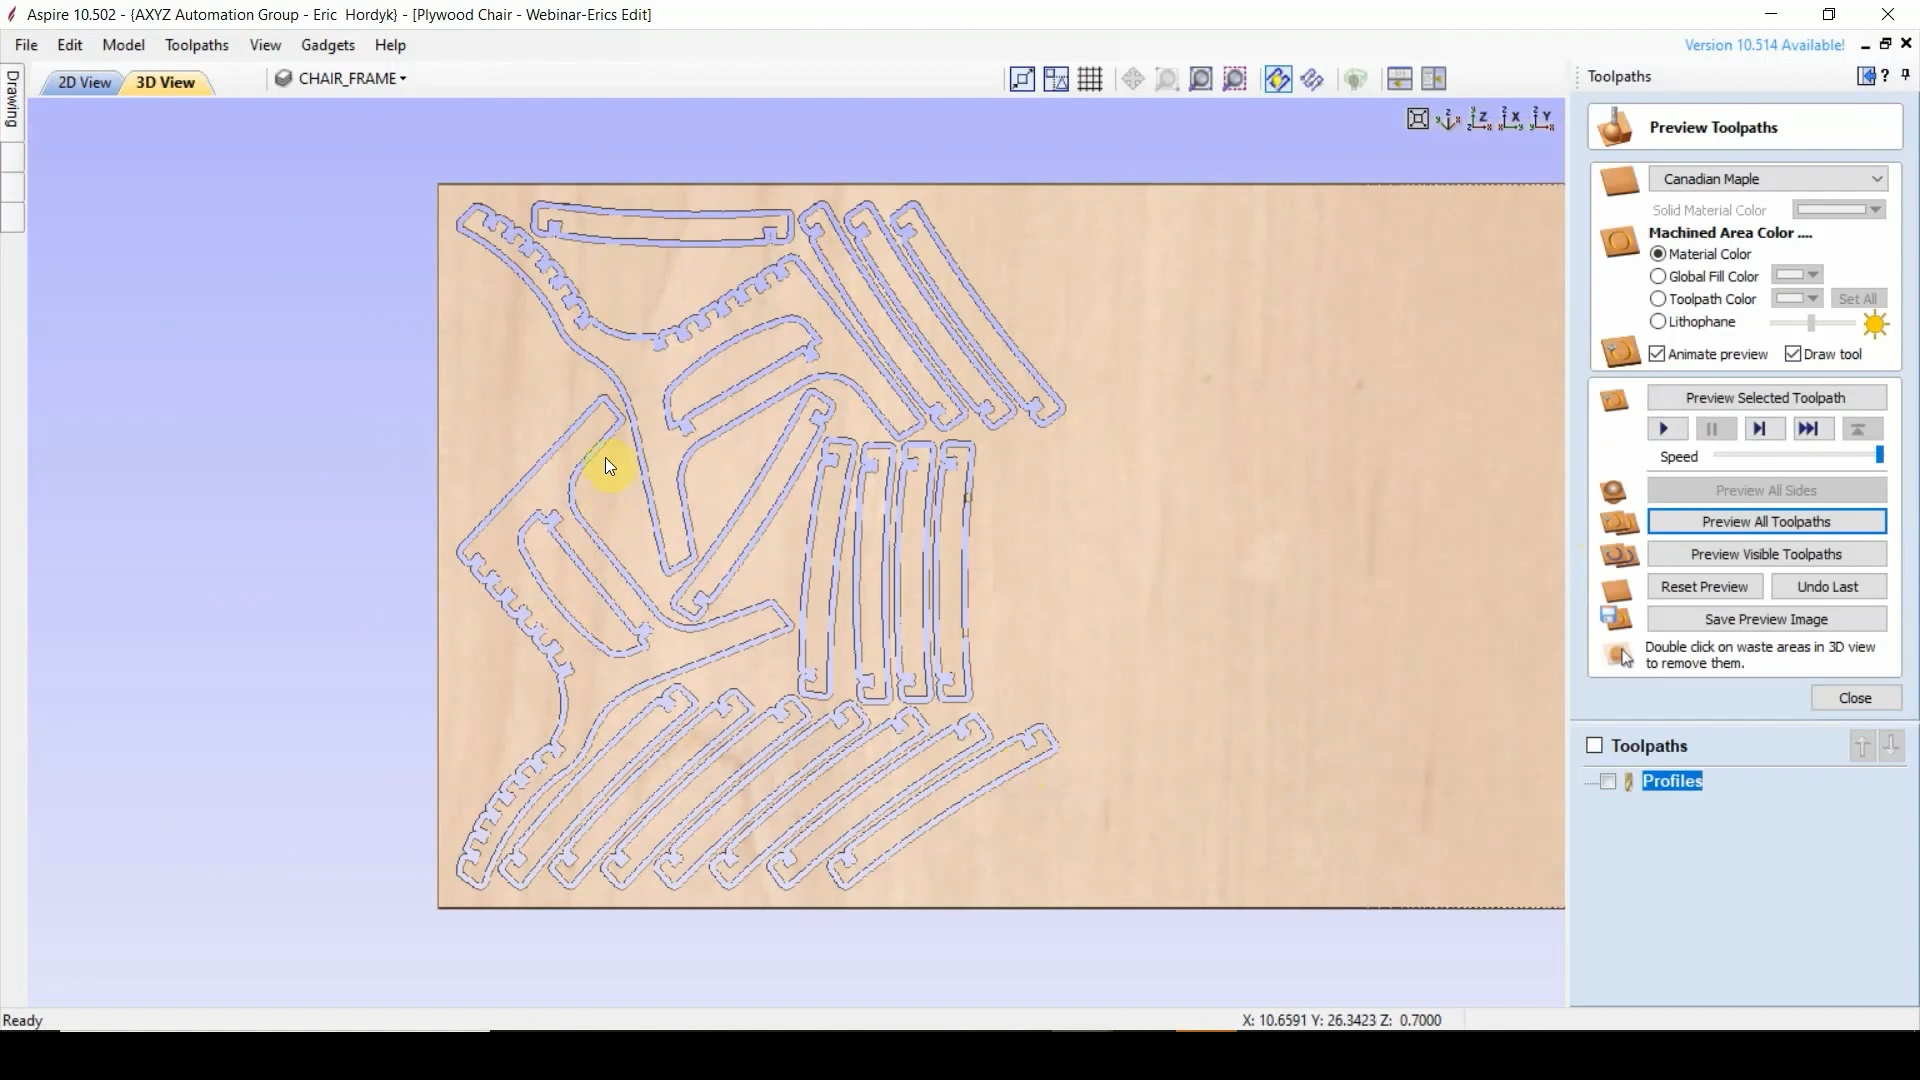 Aspire 10.502 - {AXYZ Automation Group - Eric  Hordyk} - [Plywood Chair - Webinar-Erics Edit]
File Edit Model Toolpaths View Gadgets Help
Version 10.514 Available!
Drawing
2D View 3D View CHAIR_FRAME
Toolpaths
?
Preview Toolpaths
Canadian Maple
Solid Material Color
Machined Area Color ....
Material Color
Global Fill Color
Toolpath Color Set All
Lithophane
Animate preview Draw tool
Preview Selected Toolpath
Speed
Preview All Sides
Preview All Toolpaths
Preview Visible Toolpaths
Reset Preview Undo Last
Save Preview Image
Double click on waste areas in 3D view
to remove them.
Close
Toolpaths
Profiles
Ready
X: 10.6591 Y: 26.3423 Z:  0.7000